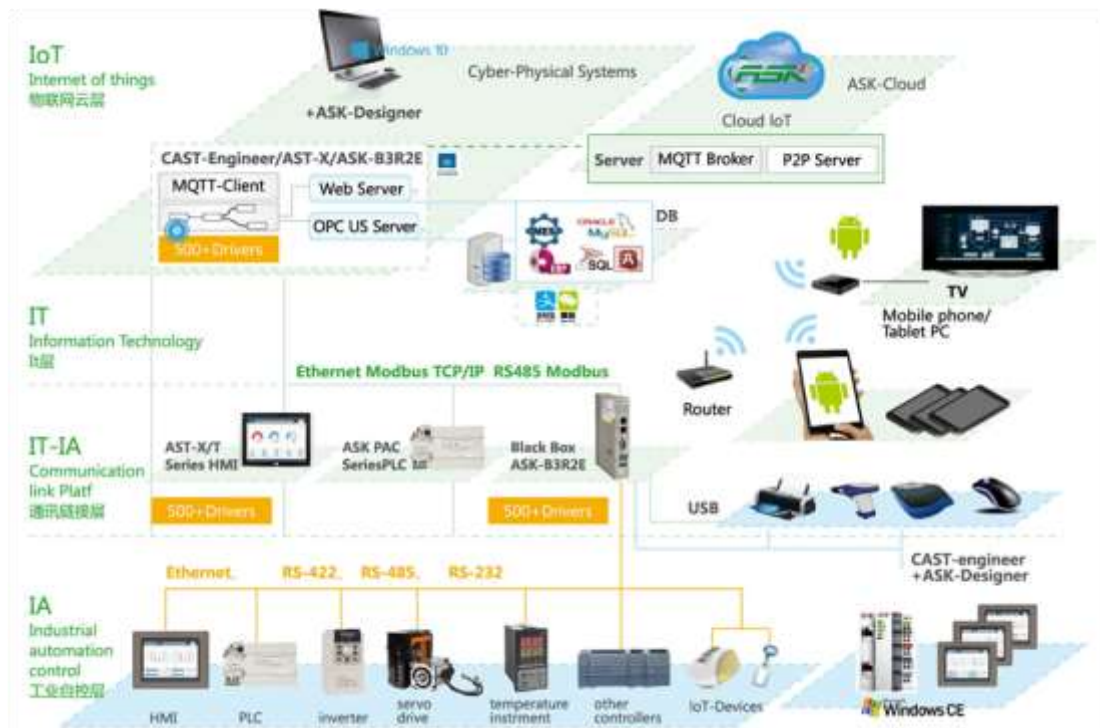 IoT
Internet of things
物联网云层
Windows 10
+ASK-Designer
Cyber-Physical Systems
ASK
ASK-Cloud
Cloud IoT
CAST-Engineer/AST-X/ASK-B3R2E
MQTT-Client
500+Drivers
Web Server
OPC US Server
Server
MQTT Broker
P2P Server
DB
MES
ORACLE
MySQL
ERP
SQL
TV
Mobile phone/
Tablet PC
IT
Information Technology
It层
Ethernet Modbus TCP/IP RS485 Modbus
Router
IT-IA
Communication
link Platf
通讯链接层
AST-X/T
Series HMI
ASK PAC
SeriesPLC
Black Box
ASK-B3R2E
500+Drivers
500+Drivers
USB
CAST-engineer
+ASK-Designer
IA
Industrial
automation
control
工业自控层
Ethernet、 RS-422、 RS-485、 RS-232
HMI
PLC
inverter
servo
drive
temperature
instrment
other
controllers
IoT-Devices
Windows CE